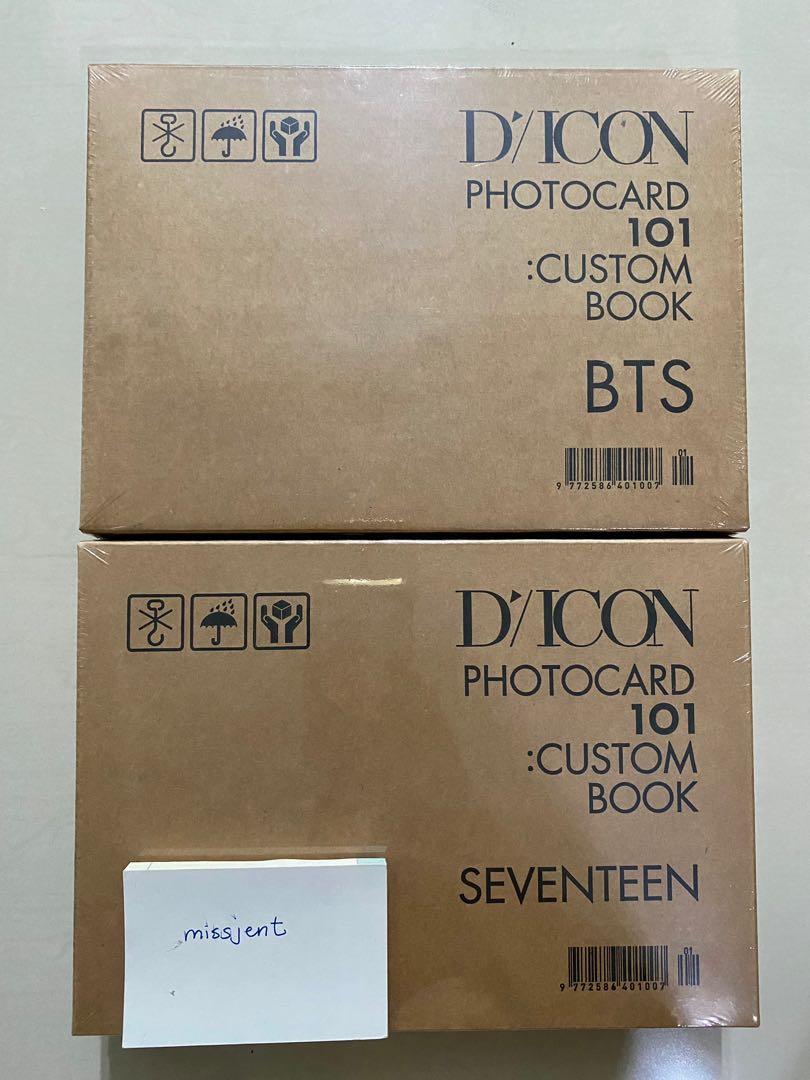 D'/ICON
PHOTOCARD
101
:CUSTOM
BOOK
BTS
01
9 772586 401007
D'/ICON
PHOTOCARD
101
:CUSTOM
BOOK
SEVENTEEN
missjent
01
9 772586 401007